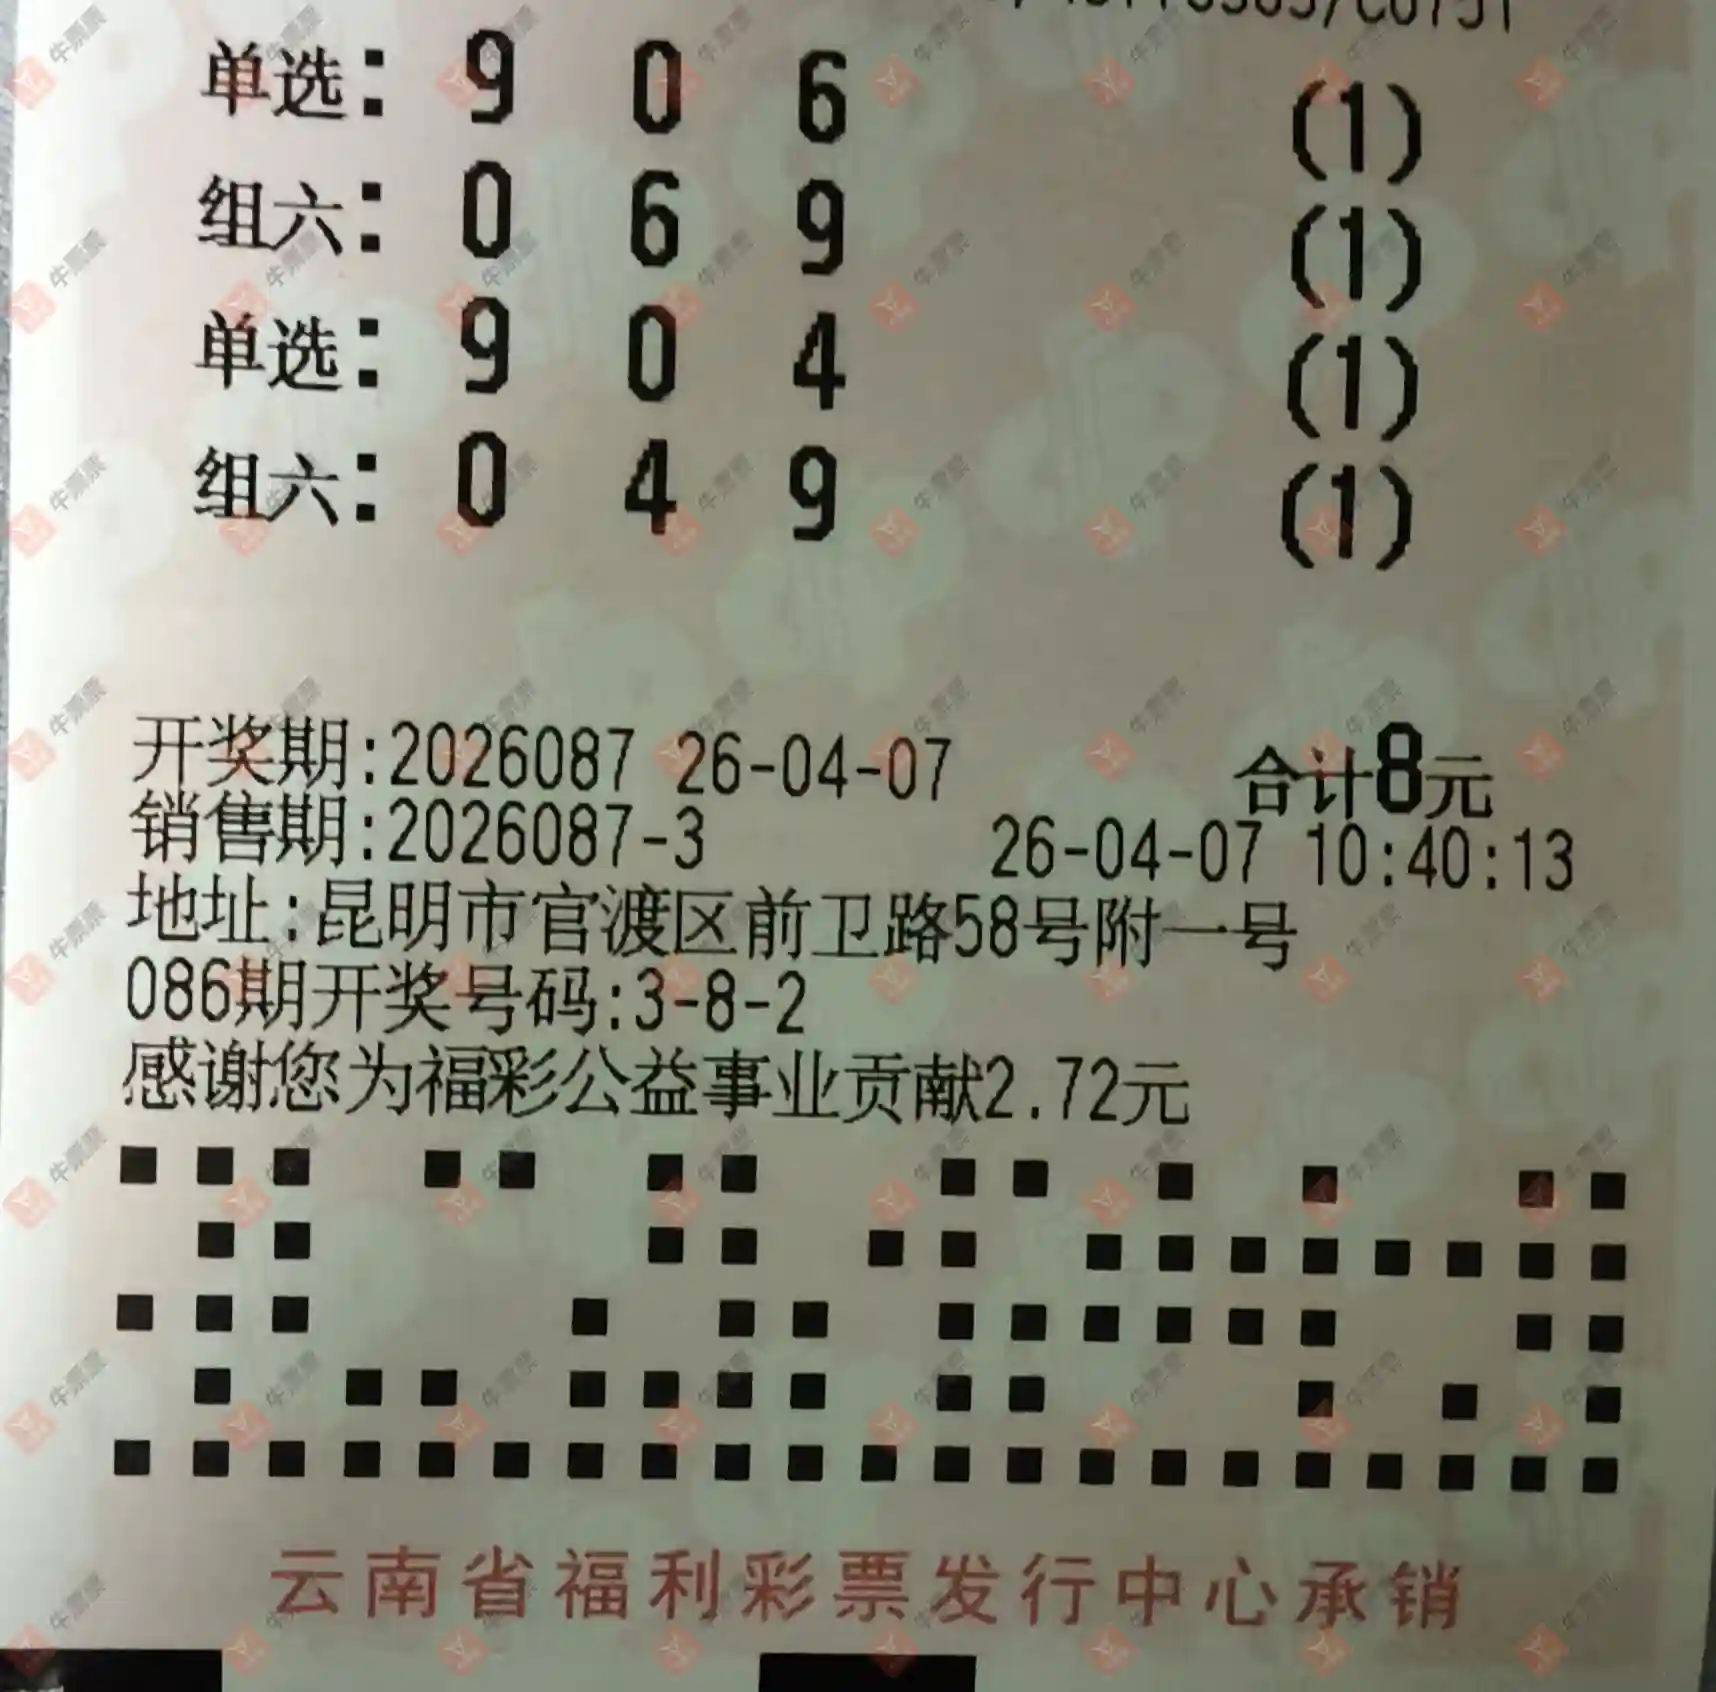 单选: 9 0 6 (1)
组六: 0 6 9 (1)
单选: 9 0 4 (1)
组六: 0 4 9 (1)
开奖期:2026087 26-04-07 合计8元
销售期:2026087-3 26-04-07 10:40:13
地址:昆明市官渡区前卫路58号附一号
086期开奖号码:3-8-2
感谢您为福彩公益事业贡献2.72元
云南省福利彩票发行中心承销
牛票票